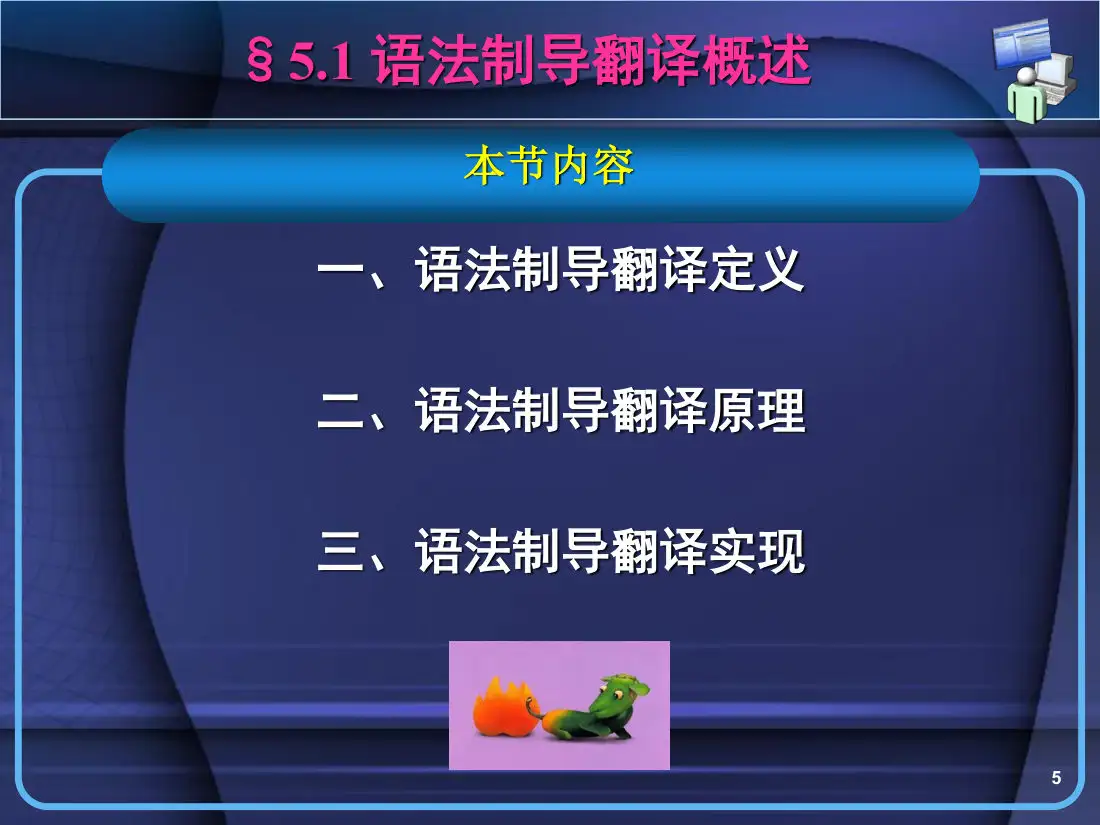 §5.1 语法制导翻译概述
本节内容
一、语法制导翻译定义
二、语法制导翻译原理
三、语法制导翻译实现
5